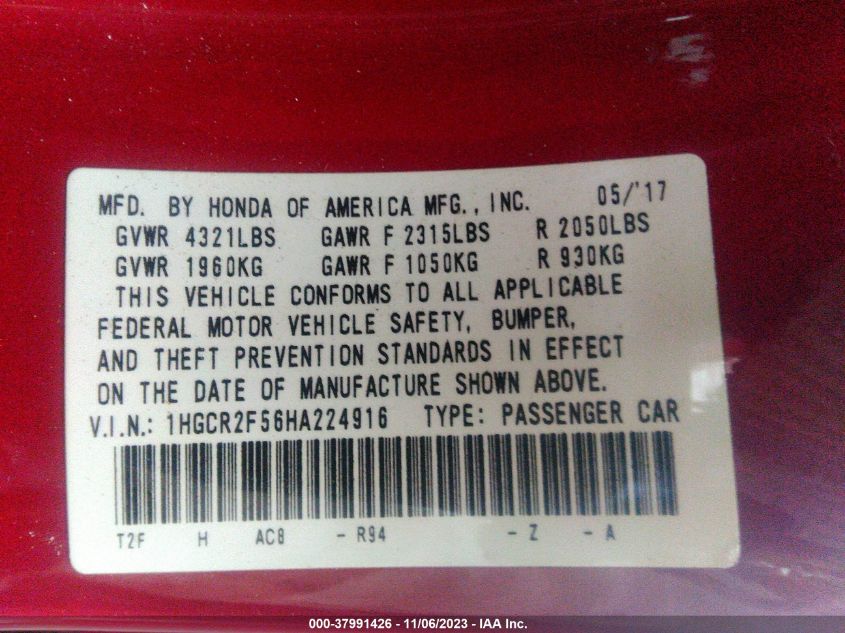 MFD. BY HONDA OF AMERICA MFG., INC. 05/'17
GVWR 4321LBS GAWR F 2315LBS R 2050LBS
GVWR 1960KG GAWR F 1050KG R 930KG
THIS VEHICLE CONFORMS TO ALL APPLICABLE
FEDERAL MOTOR VEHICLE SAFETY, BUMPER,
AND THEFT PREVENTION STANDARDS IN EFFECT
ON THE DATE OF MANUFACTURE SHOWN ABOVE.
V.I.N.: 1HGCR2F56HA224916 TYPE: PASSENGER CAR
T2F H AC8 - R94 - Z - A
000-37991426 - 11/06/2023 - IAA Inc.